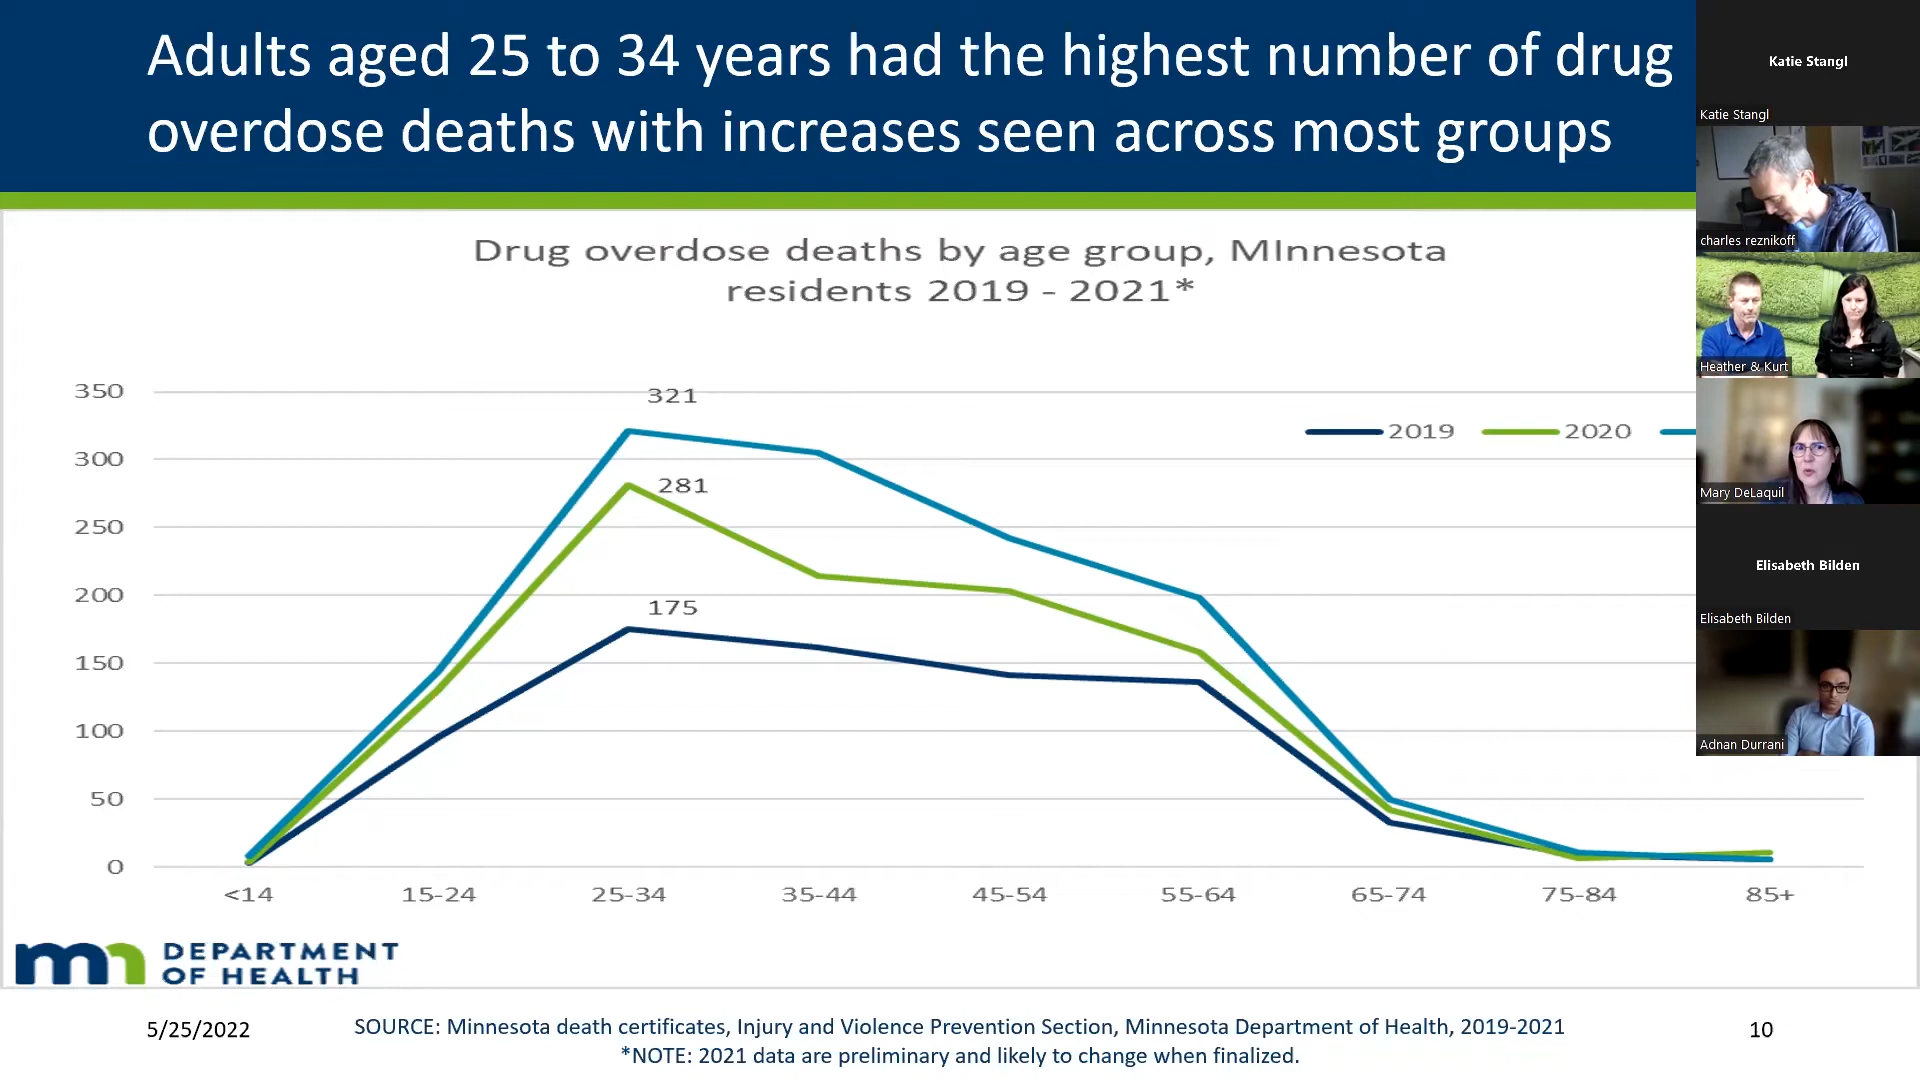 Adults aged 25 to 34 years had the highest number of drug
overdose deaths with increases seen across most groups
Drug overdose deaths by age group, MInnesota
residents 2019 - 2021*
350
300
250
200
150
100
50
0
321
281
175
2019
2020
<14
15-24
25-34
35-44
45-54
55-64
65-74
75-84
85+
mn DEPARTMENT
OF HEALTH
5/25/2022
SOURCE: Minnesota death certificates, Injury and Violence Prevention Section, Minnesota Department of Health, 2019-2021
*NOTE: 2021 data are preliminary and likely to change when finalized.
10
Katie Stangl
Katie Stangl
charles reznikoff
Heather & Kurt
Mary DeLaquil
Elisabeth Bilden
Elisabeth Bilden
Adnan Durrani